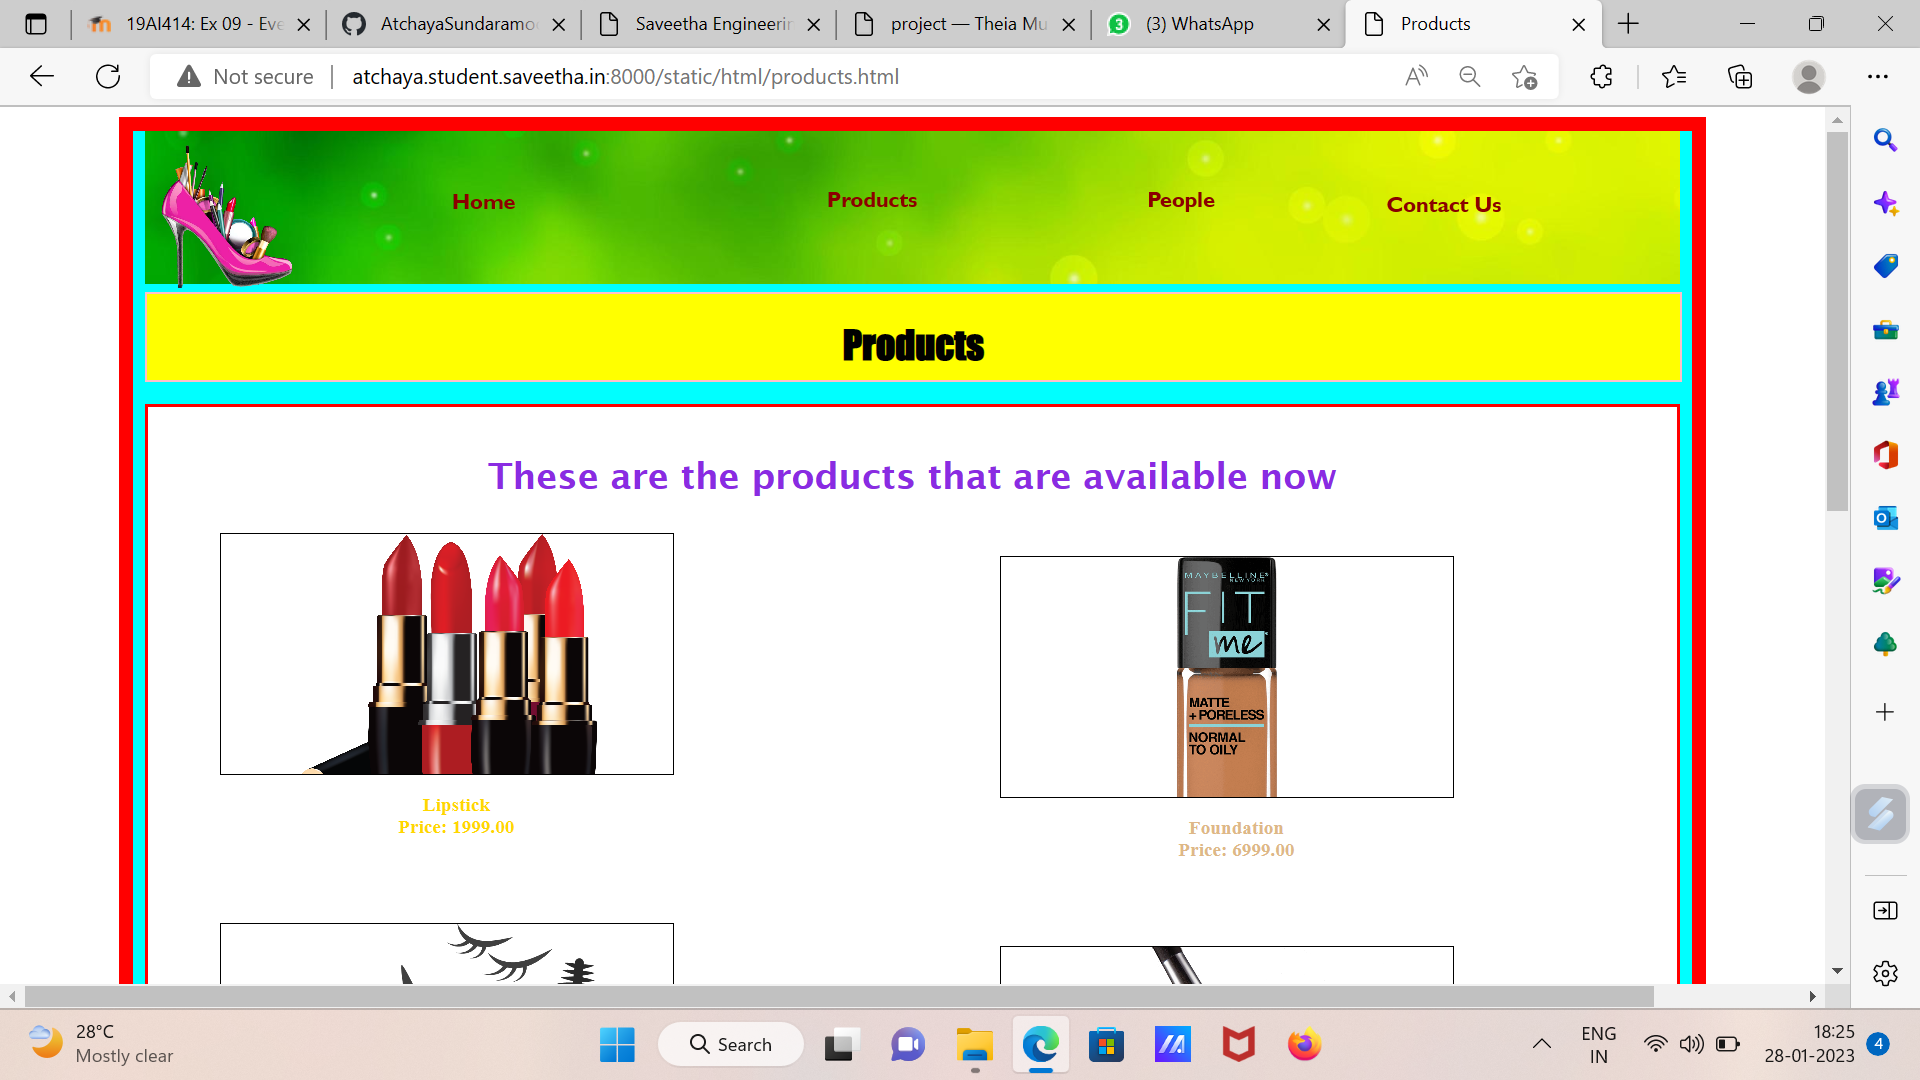 19AI414: Ex 09 - Eve
AtchayaSundaramoo
Saveetha Engineerin
project — Theia Mu
3
(3) WhatsApp
Products
Not secure
atchaya.student.saveetha.in:8000/static/html/products.html
Home
Products
People
Contact Us
Products
These are the products that are available now
MAYBELLINE
NEW YORK
FIT
me
MATTE
+ PORELESS
NORMAL
TO OILY
Lipstick
Price: 1999.00
Foundation
Price: 6999.00
28°C
Mostly clear
Search
ENG
IN
18:25
28-01-2023
4